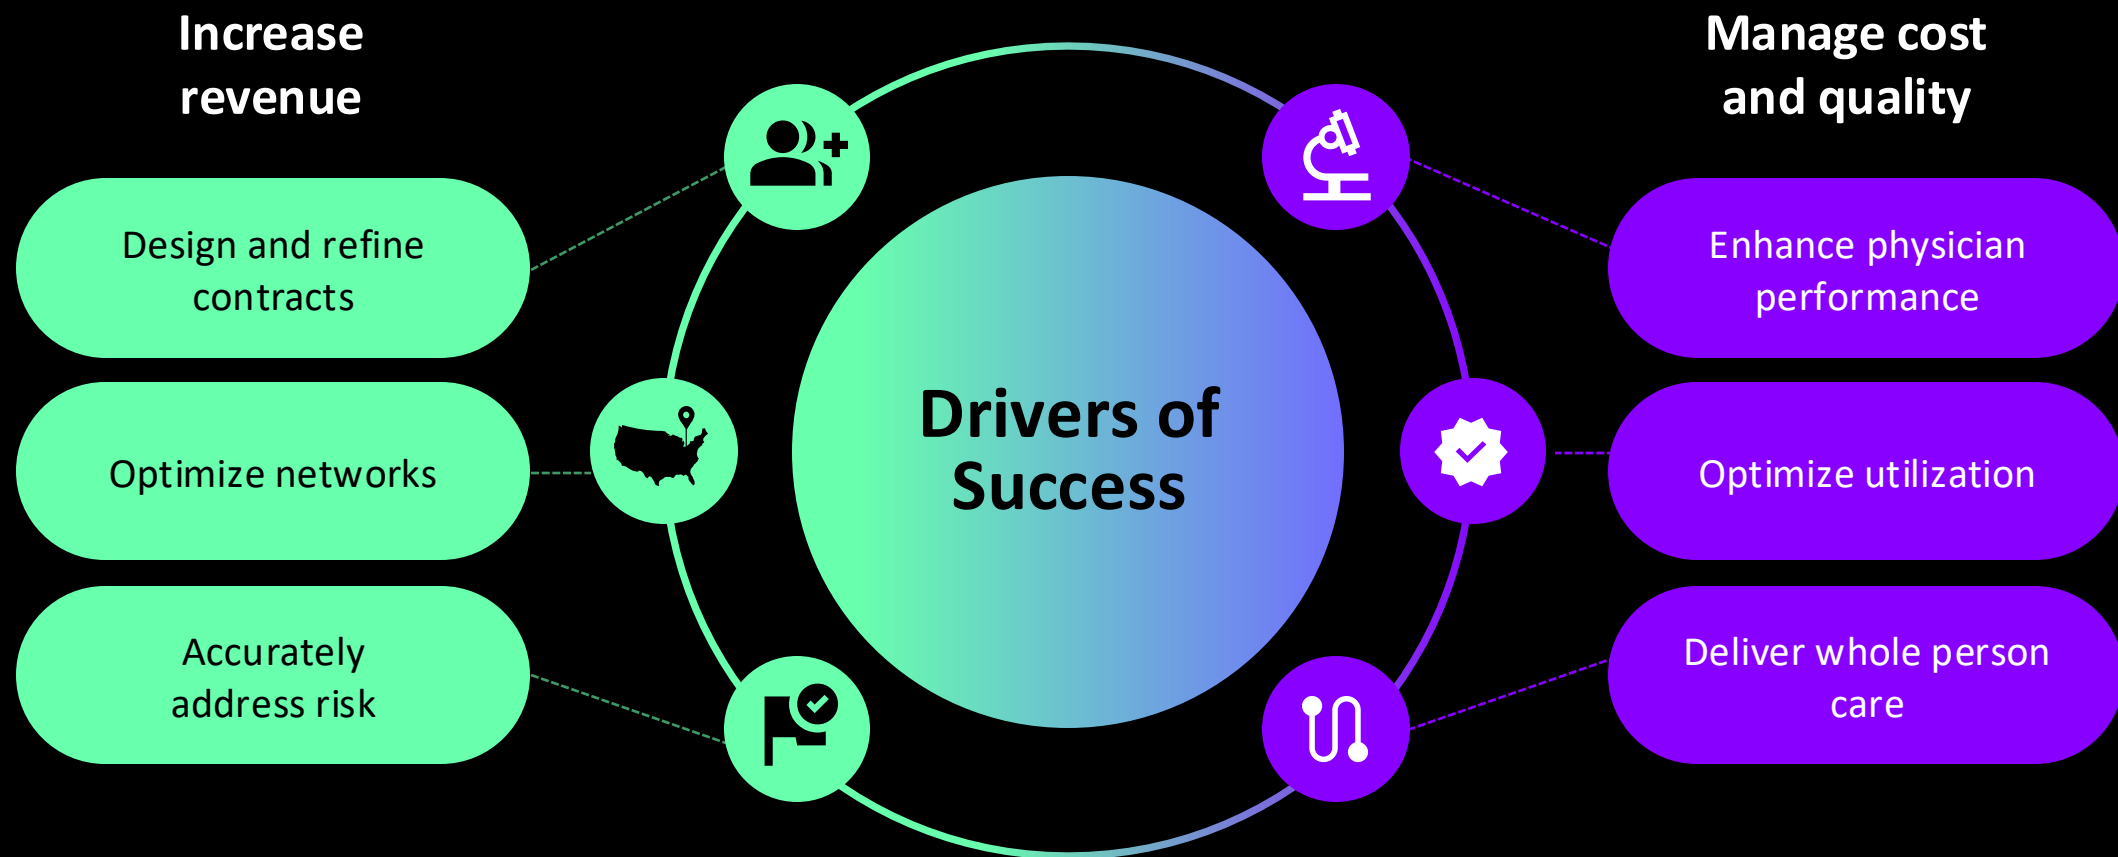 Increase
revenue
Design and refine
contracts
Optimize networks
Accurately
address risk
Drivers of
Success
Manage cost
and quality
Enhance physician
performance
Optimize utilization
Deliver whole person
care